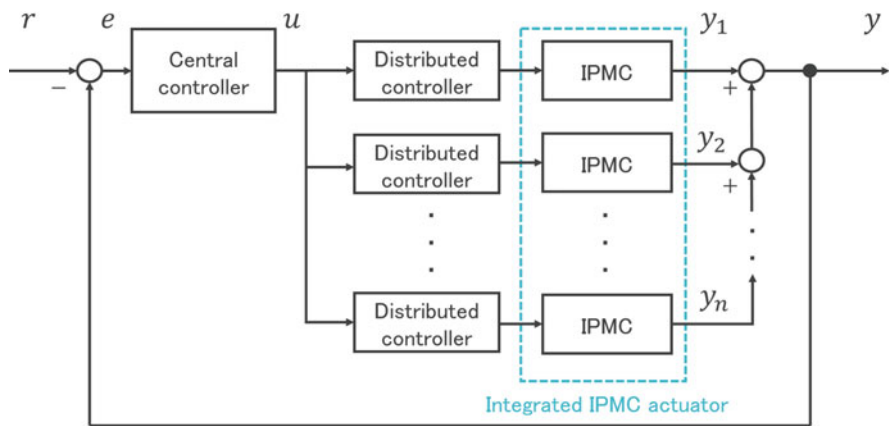 r
e
u
y₁
y
Central
controller
Distributed
controller
IPMC
−
+
Distributed
controller
IPMC
y₂
+
Distributed
controller
IPMC
yₙ
Integrated IPMC actuator